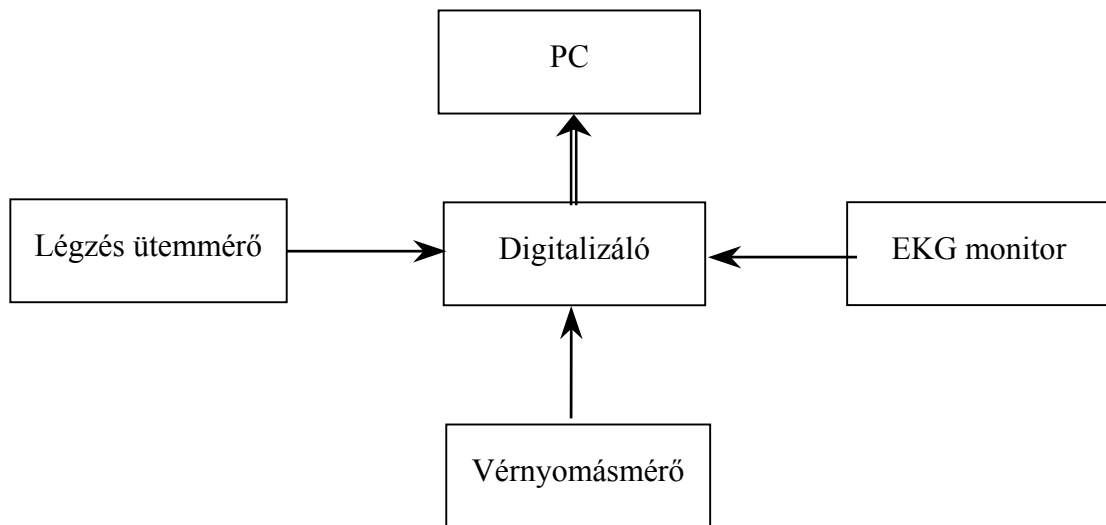 PC
Légzés ütemmérő
Digitalizáló
EKG monitor
Vérnyomásmérő